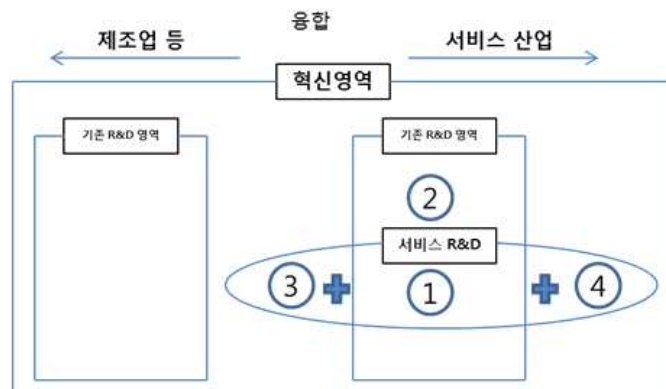 융합
제조업 등
서비스 산업
혁신영역
기존 R&D 영역
기존 R&D 영역
②
서비스 R&D
③ + ① + ④